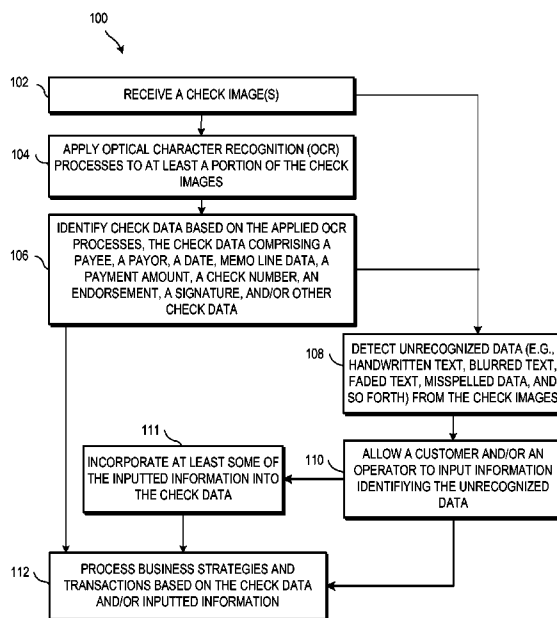 100
102
RECEIVE A CHECK IMAGE(S)
104
APPLY OPTICAL CHARACTER RECOGNITION (OCR)
PROCESSES TO AT LEAST A PORTION OF THE CHECK
IMAGES
106
IDENTIFY CHECK DATA BASED ON THE APPLIED OCR
PROCESSES, THE CHECK DATA COMPRISING A
PAYEE, A PAYOR, A DATE, MEMO LINE DATA, A
PAYMENT AMOUNT, A CHECK NUMBER, AN
ENDORSEMENT, A SIGNATURE, AND/OR OTHER
CHECK DATA
108
DETECT UNRECOGNIZED DATA (E.G.,
HANDWRITTEN TEXT, BLURRED TEXT,
FADED TEXT, MISSPELLED DATA, AND
SO FORTH) FROM THE CHECK IMAGES
110
ALLOW A CUSTOMER AND/OR AN
OPERATOR TO INPUT INFORMATION
IDENTIFIYING THE UNRECOGNIZED
DATA
111
INCORPORATE AT LEAST SOME OF
THE INPUTTED INFORMATION INTO
THE CHECK DATA
112
PROCESS BUSINESS STRATEGIES AND
TRANSACTIONS BASED ON THE CHECK DATA
AND/OR INPUTTED INFORMATION